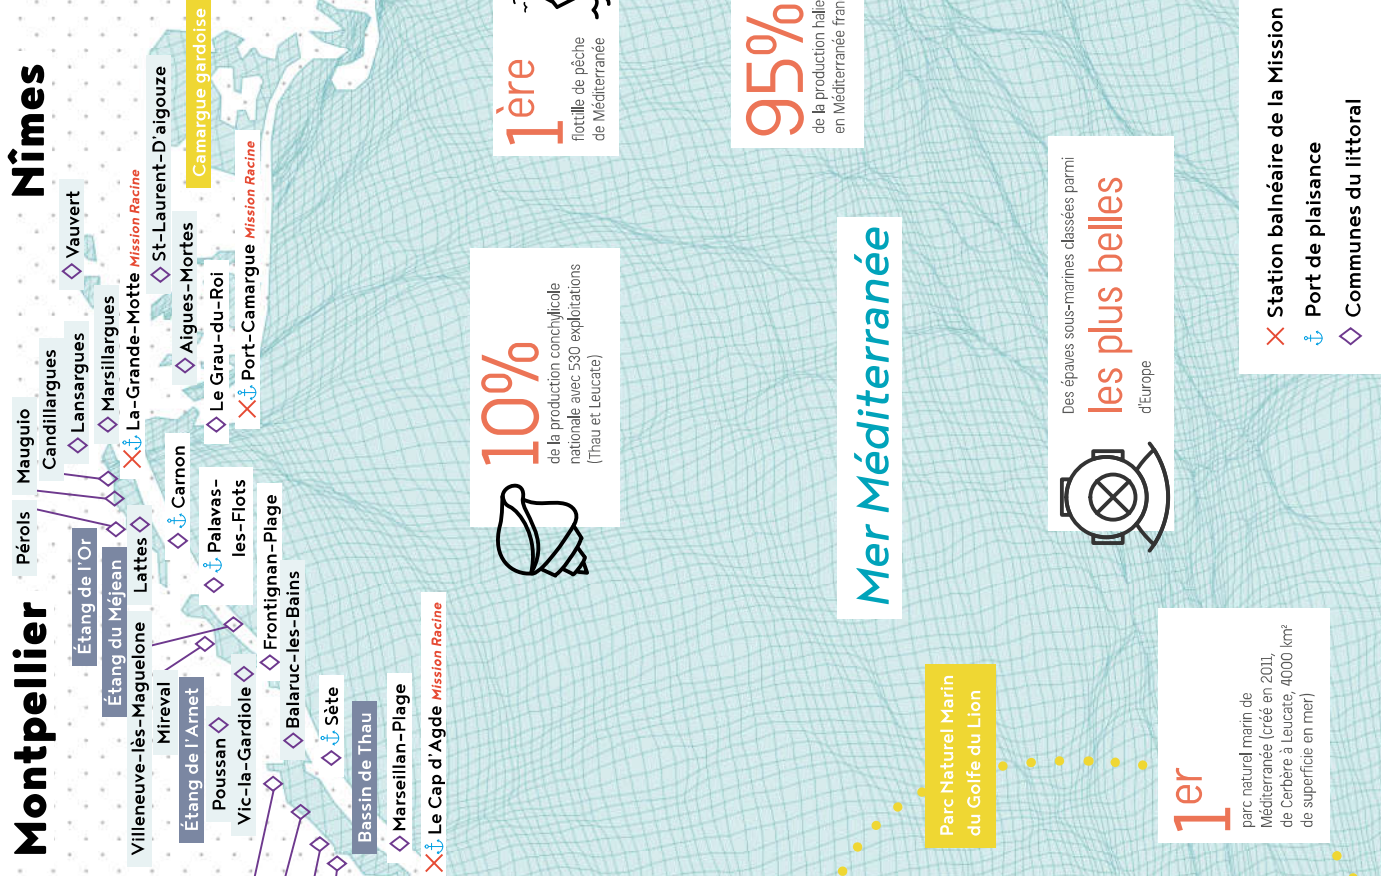 Montpellier
Nîmes
Pérols
Mauguio
Candillargues
Lansargues
Vauvert
Marsillargues
La-Grande-Motte Mission Racine
St-Laurent-D'aigouze
Aigues-Mortes
Camargue gardoise
Le Grau-du-Roi
Port-Camargue Mission Racine
Étang de l'Or
Étang du Méjean
Lattes
Carnon
Palavas-
les-Flots
Villeneuve-lès-Maguelone
Mireval
Étang de l'Arnet
Poussan
Vic-la-Gardiole
Frontignan-Plage
Balaruc-les-Bains
Sète
Bassin de Thau
Marseillan-Plage
Le Cap d'Agde Mission Racine
1ère
flottille de pêche
de Méditerranée
10%
de la production conchylicole
nationale avec 530 exploitations
(Thau et Leucate)
95%
de la production halie
en Méditerranée fran
Mer Méditerranée
Des épaves sous-marines classées parmi
les plus belles
d'Europe
Parc Naturel Marin
du Golfe du Lion
1er
parc naturel marin de
Méditerranée (créé en 2011,
de Cerbère à Leucate, 4000 km²
de superficie en mer)
Station balnéaire de la Mission
Port de plaisance
Communes du littoral